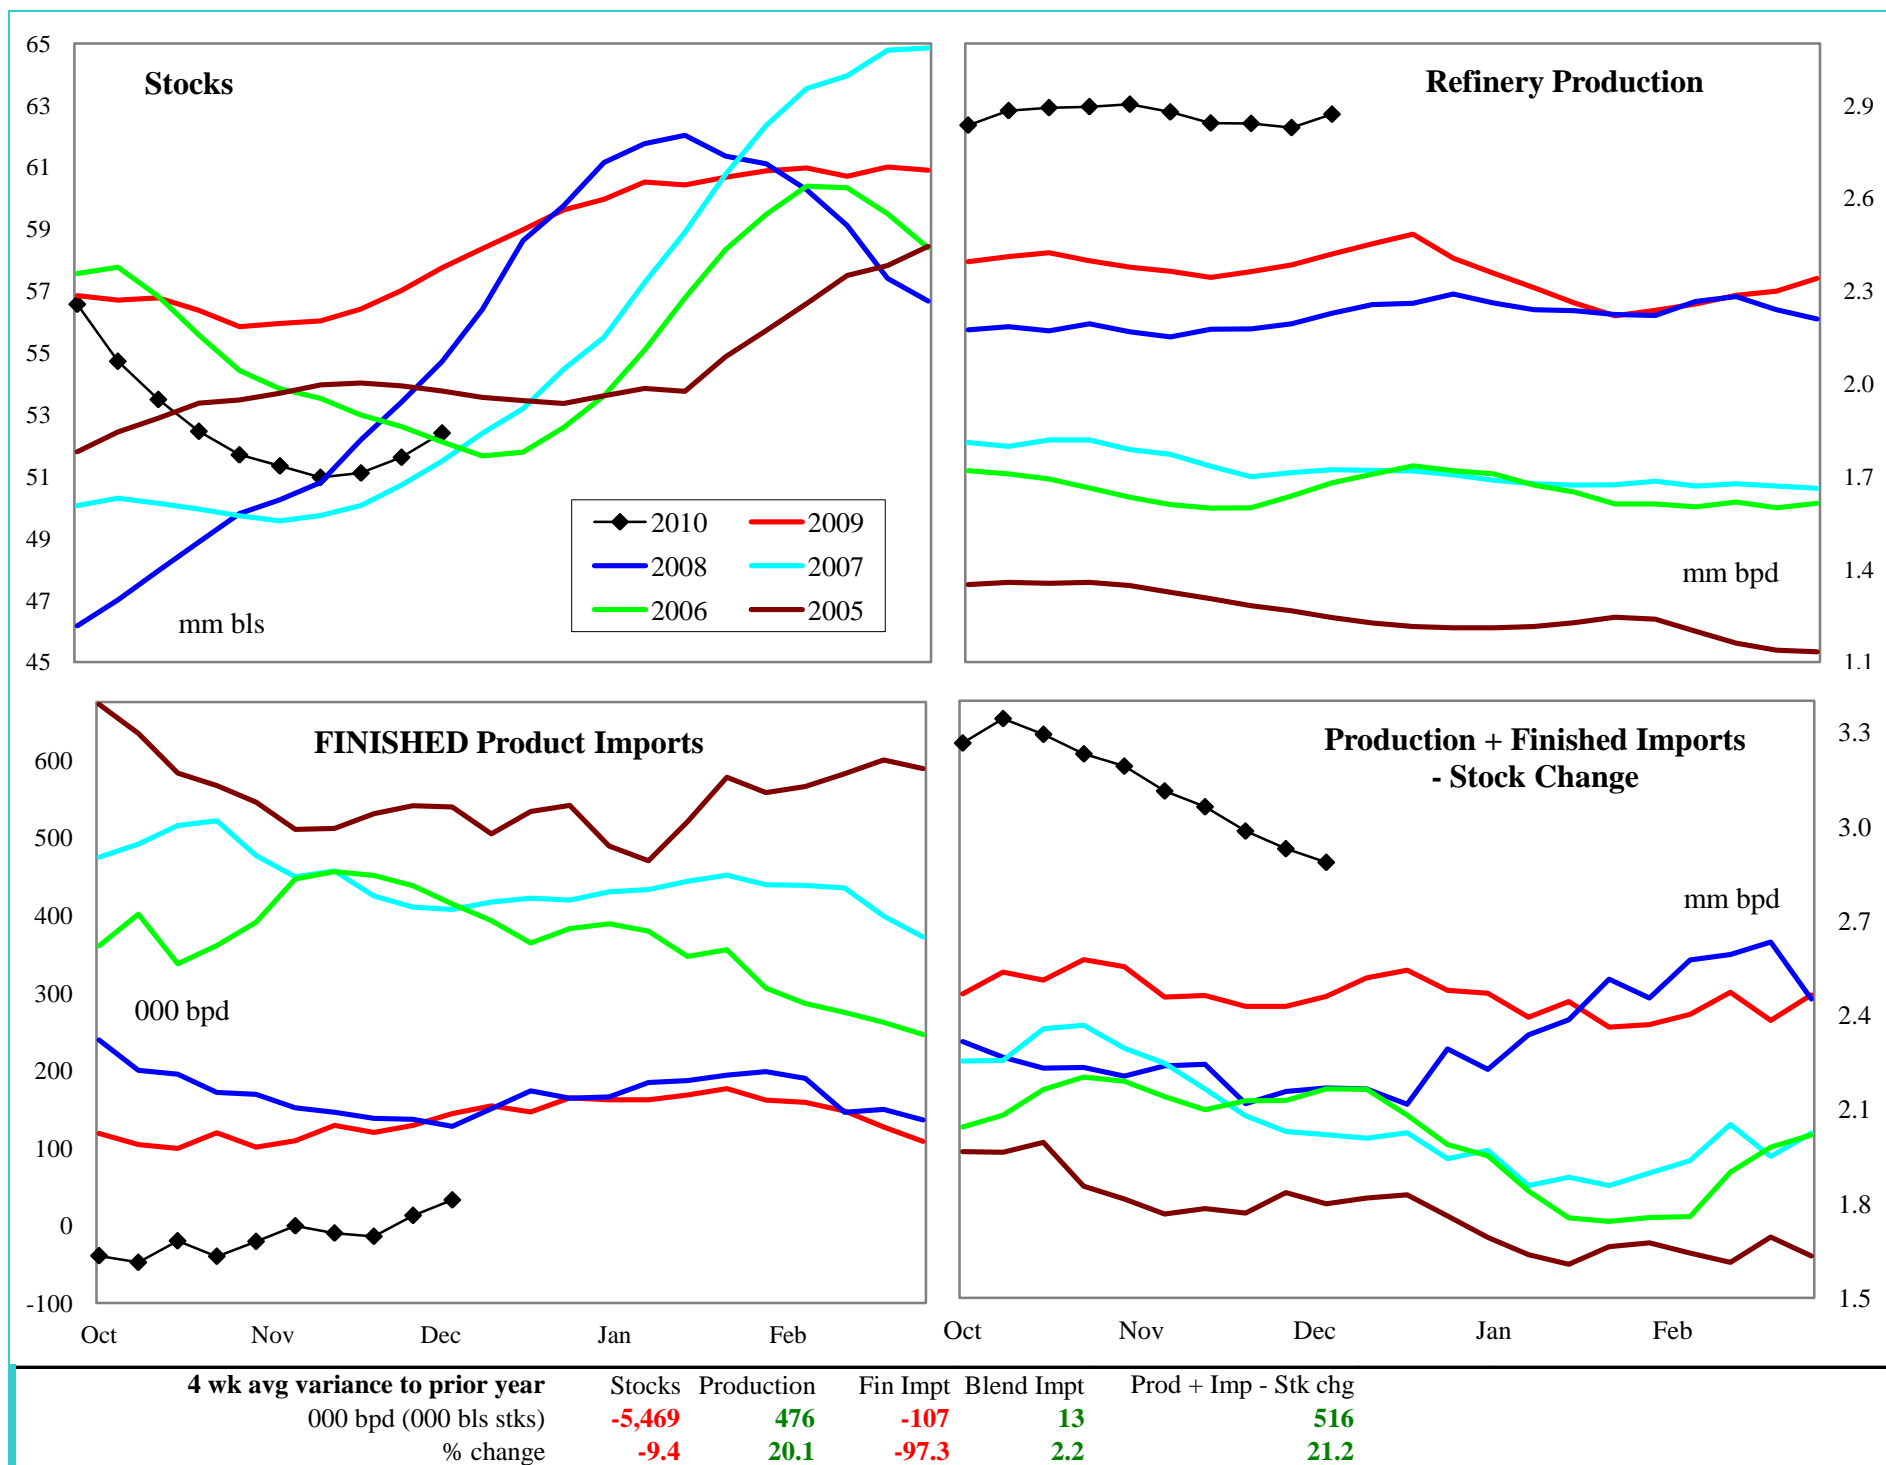 Stocks
65
63
61
59
57
55
53
51
49
47
45
mm bls
2010 2009
2008 2007
2006 2005
Refinery Production
2.9
2.6
2.3
2.0
1.7
1.4
1.1
mm bpd
FINISHED Product Imports
600
500
400
300
200
100
0
-100
000 bpd
Oct Nov Dec Jan Feb
Production + Finished Imports
- Stock Change
3.3
3.0
2.7
2.4
2.1
1.8
1.5
mm bpd
Oct Nov Dec Jan Feb
4 wk avg variance to prior year Stocks Production Fin Impt Blend Impt Prod + Imp - Stk chg
000 bpd (000 bls stks) -5,469 476 -107 13 516
% change -9.4 20.1 -97.3 2.2 21.2